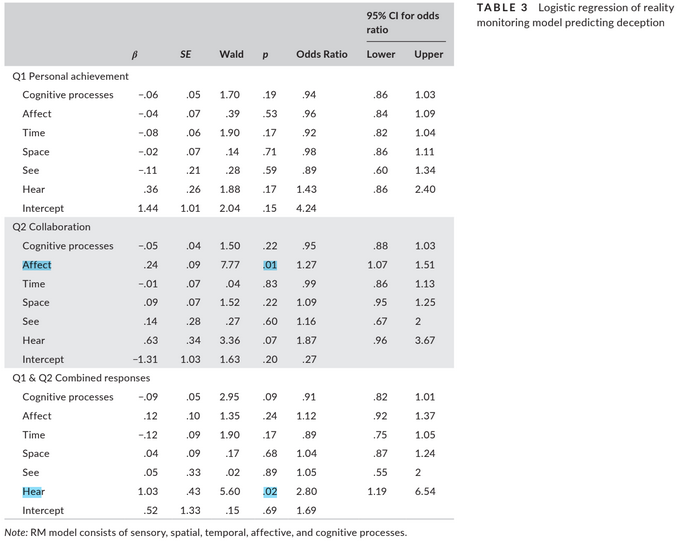 TABLE 3 Logistic regression of reality
monitoring model predicting deception
95% CI for odds
ratio
β SE Wald p Odds Ratio Lower Upper
Q1 Personal achievement
Cognitive processes −.06 .05 1.70 .19 .94 .86 1.03
Affect −.04 .07 .39 .53 .96 .84 1.09
Time −.08 .06 1.90 .17 .92 .82 1.04
Space −.02 .07 .14 .71 .98 .86 1.11
See −.11 .21 .28 .59 .89 .60 1.34
Hear .36 .26 1.88 .17 1.43 .86 2.40
Intercept 1.44 1.01 2.04 .15 4.24
Q2 Collaboration
Cognitive processes −.05 .04 1.50 .22 .95 .88 1.03
Affect .24 .09 7.77 .01 1.27 1.07 1.51
Time −.01 .07 .04 .83 .99 .86 1.13
Space .09 .07 1.52 .22 1.09 .95 1.25
See .14 .28 .27 .60 1.16 .67 2
Hear .63 .34 3.36 .07 1.87 .96 3.67
Intercept −1.31 1.03 1.63 .20 .27
Q1 & Q2 Combined responses
Cognitive processes −.09 .05 2.95 .09 .91 .82 1.01
Affect .12 .10 1.35 .24 1.12 .92 1.37
Time −.12 .09 1.90 .17 .89 .75 1.05
Space .04 .09 .17 .68 1.04 .87 1.24
See .05 .33 .02 .89 1.05 .55 2
Hear 1.03 .43 5.60 .02 2.80 1.19 6.54
Intercept .52 1.33 .15 .69 1.69
Note: RM model consists of sensory, spatial, temporal, affective, and cognitive processes.